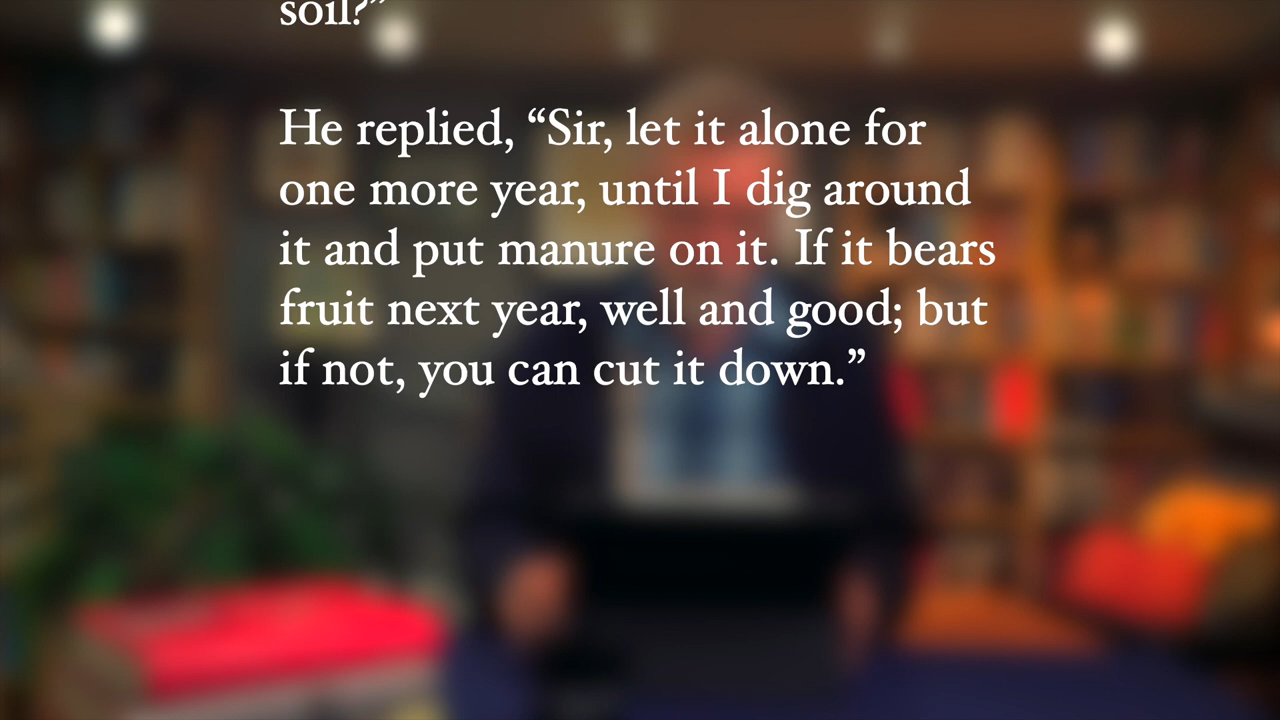 soil?”
He replied, “Sir, let it alone for
one more year, until I dig around
it and put manure on it. If it bears
fruit next year, well and good; but
if not, you can cut it down.”